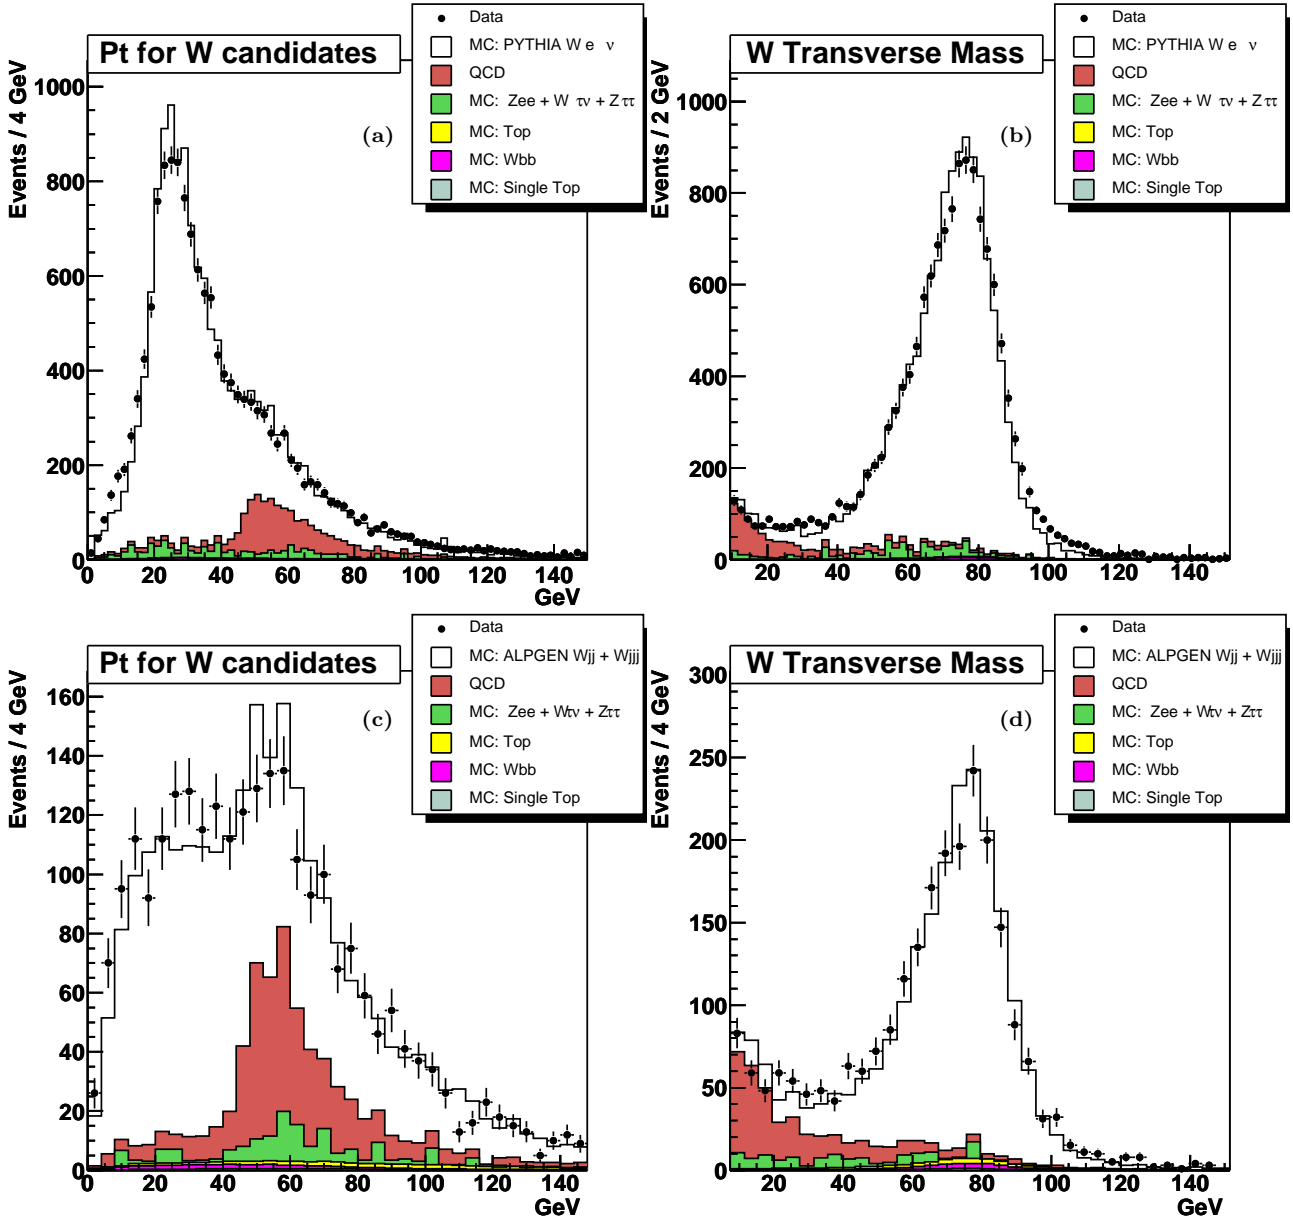 Pt for W candidates
Data
MC: PYTHIA W e ν
QCD
MC: Zee + W τν + Z ττ
MC: Top
MC: Wbb
MC: Single Top
(a)
Events / 4 GeV
1000
800
600
400
200
0
0 20 40 60 80 100 120 140
GeV
W Transverse Mass
Data
MC: PYTHIA W e ν
QCD
MC: Zee + W τν + Z ττ
MC: Top
MC: Wbb
MC: Single Top
(b)
Events / 2 GeV
1000
800
600
400
200
0
20 40 60 80 100 120 140
Pt for W candidates
Data
MC: ALPGEN Wjj + Wjjj
QCD
MC: Zee + Wτν + Zττ
MC: Top
MC: Wbb
MC: Single Top
(c)
Events / 4 GeV
160
140
120
100
80
60
40
20
0
0 20 40 60 80 100 120 140
GeV
W Transverse Mass
Data
MC: ALPGEN Wjj + Wjjj
QCD
MC: Zee + Wτν + Zττ
MC: Top
MC: Wbb
MC: Single Top
(d)
Events / 4 GeV
300
250
200
150
100
50
0
20 40 60 80 100 120 140
GeV